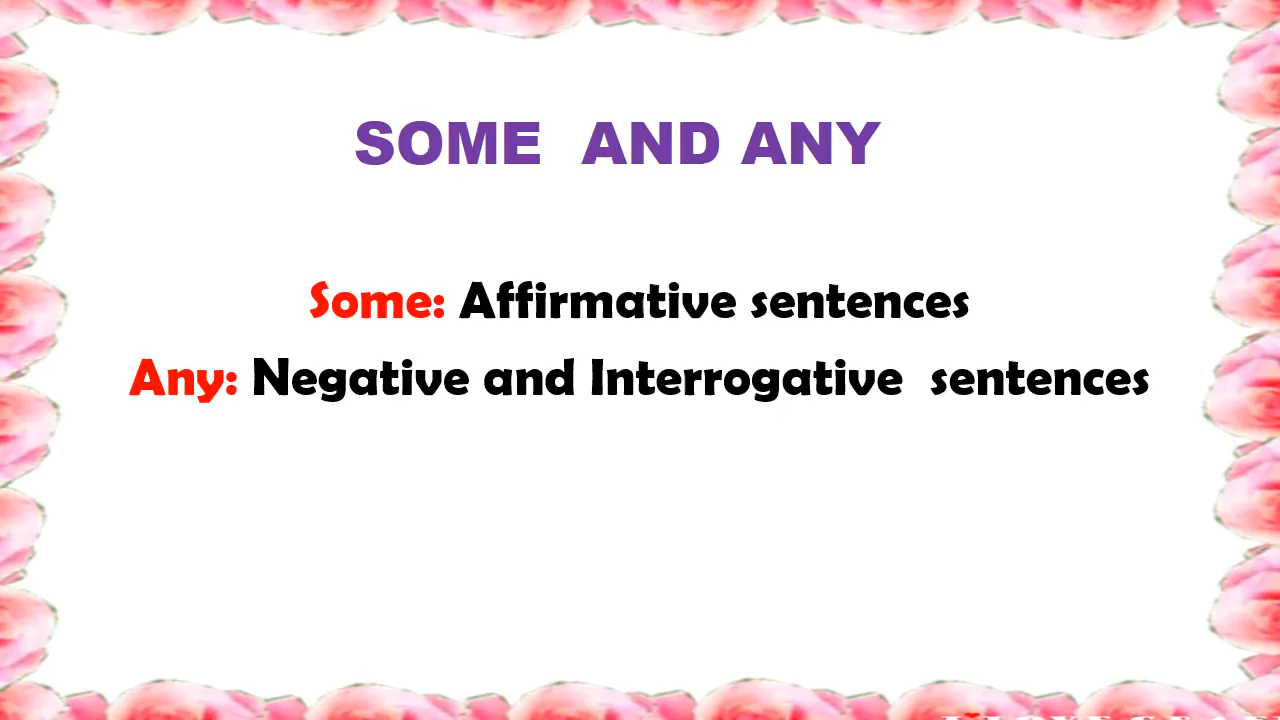 SOME AND ANY
Some: Affirmative sentences
Any: Negative and Interrogative sentences